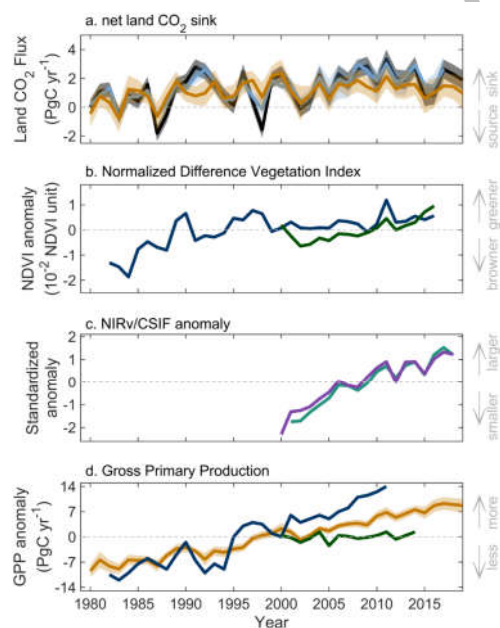 a. net land CO2 sink
Land CO2 Flux
(PgC yr-1)
4
2
0
-2
sink
source
b. Normalized Difference Vegetation Index
NDVI anomaly
(10-2 NDVI unit)
1
0
-1
-2
greener
browner
c. NIRv/CSIF anomaly
Standardized
anomaly
2
1
0
-1
-2
larger
smaller
d. Gross Primary Production
GPP anomaly
(PgC yr-1)
14
7
0
-7
-14
more
less
1980 1985 1990 1995 2000 2005 2010 2015
Year